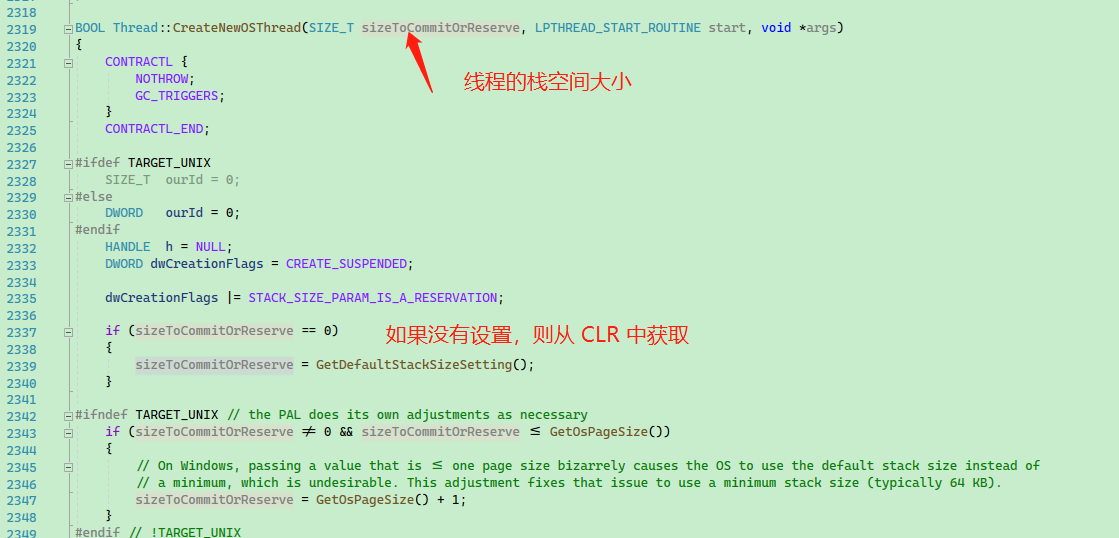 2318
2319 BOOL Thread::CreateNewOSThread(SIZE_T sizeToCommitOrReserve, LPTHREAD_START_ROUTINE start, void *args)
2320 {
线程的栈空间大小
2321 CONTRACTL {
2322 NOTHROW;
2323 GC_TRIGGERS;
2324 }
2325 CONTRACTL_END;
2326
2327 #ifdef TARGET_UNIX
2328 SIZE_T ourId = 0;
2329 #else
2330 DWORD ourId = 0;
2331 #endif
2332 HANDLE h = NULL;
2333 DWORD dwCreationFlags = CREATE_SUSPENDED;
2334
2335 dwCreationFlags |= STACK_SIZE_PARAM_IS_A_RESERVATION;
2336
2337 if (sizeToCommitOrReserve == 0)
如果没有设置，则从 CLR 中获取
2338 {
2339 sizeToCommitOrReserve = GetDefaultStackSizeSetting();
2340 }
2341
2342 #ifndef TARGET_UNIX // the PAL does its own adjustments as necessary
2343 if (sizeToCommitOrReserve ≠ 0 && sizeToCommitOrReserve ≤ GetOsPageSize())
2344 {
2345 // On Windows, passing a value that is ≤ one page size bizarrely causes the OS to use the default stack size instead of
2346 // a minimum, which is undesirable. This adjustment fixes that issue to use a minimum stack size (typically 64 KB).
2347 sizeToCommitOrReserve = GetOsPageSize() + 1;
2348 }
2349 #endif // !TARGET_UNIX